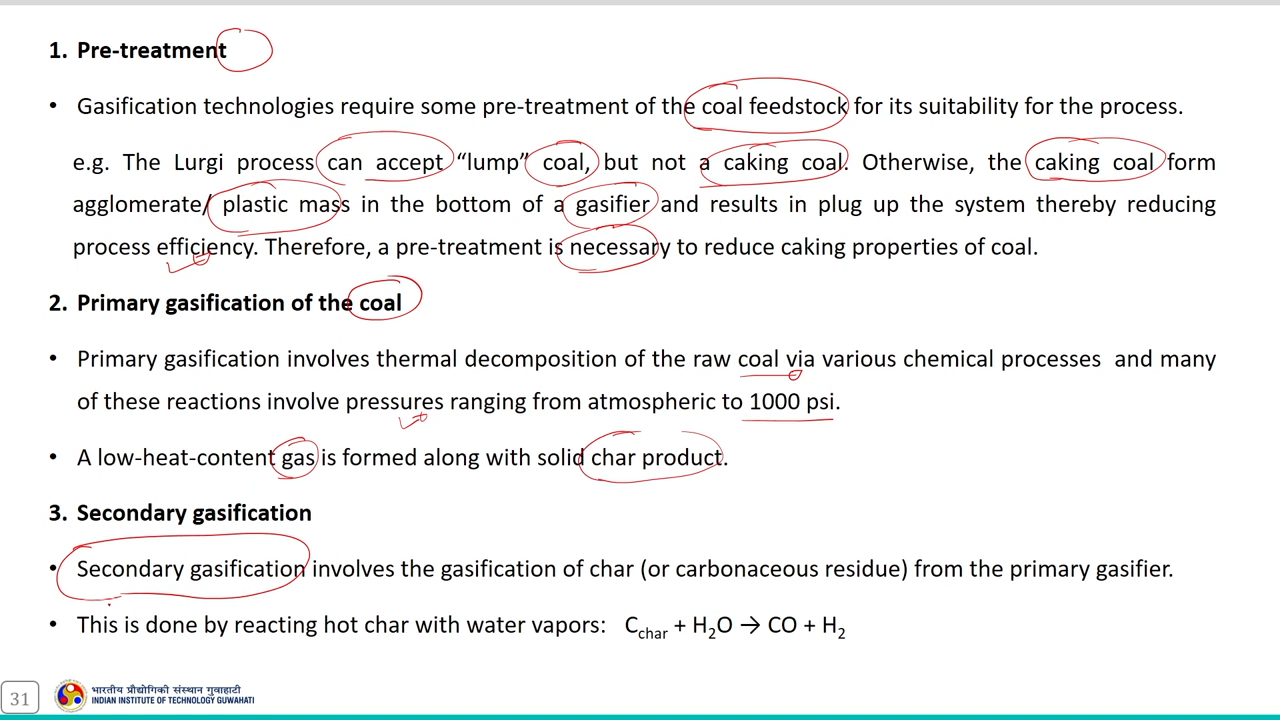 1. Pre-treatment
• Gasification technologies require some pre-treatment of the coal feedstock for its suitability for the process.
e.g. The Lurgi process can accept “lump” coal, but not a caking coal. Otherwise, the caking coal form
agglomerate/ plastic mass in the bottom of a gasifier and results in plug up the system thereby reducing
process efficiency. Therefore, a pre-treatment is necessary to reduce caking properties of coal.
2. Primary gasification of the coal
• Primary gasification involves thermal decomposition of the raw coal via various chemical processes and many
of these reactions involve pressures ranging from atmospheric to 1000 psi.
• A low-heat-content gas is formed along with solid char product.
3. Secondary gasification
• Secondary gasification involves the gasification of char (or carbonaceous residue) from the primary gasifier.
• This is done by reacting hot char with water vapors: C_char + H₂O → CO + H₂
31
भारतीय प्रौद्योगिकी संस्थान गुवाहाटी
INDIAN INSTITUTE OF TECHNOLOGY GUWAHATI